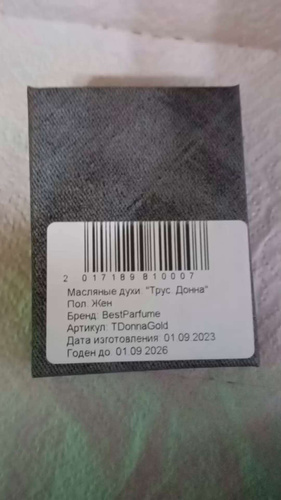 2 017189 810007
Масляные духи: "Трус. Донна"
Пол: Жен
Бренд: BestParfume
Артикул: TDonnaGold
Дата изготовления: 01.09.2023
Годен до: 01.09.2026